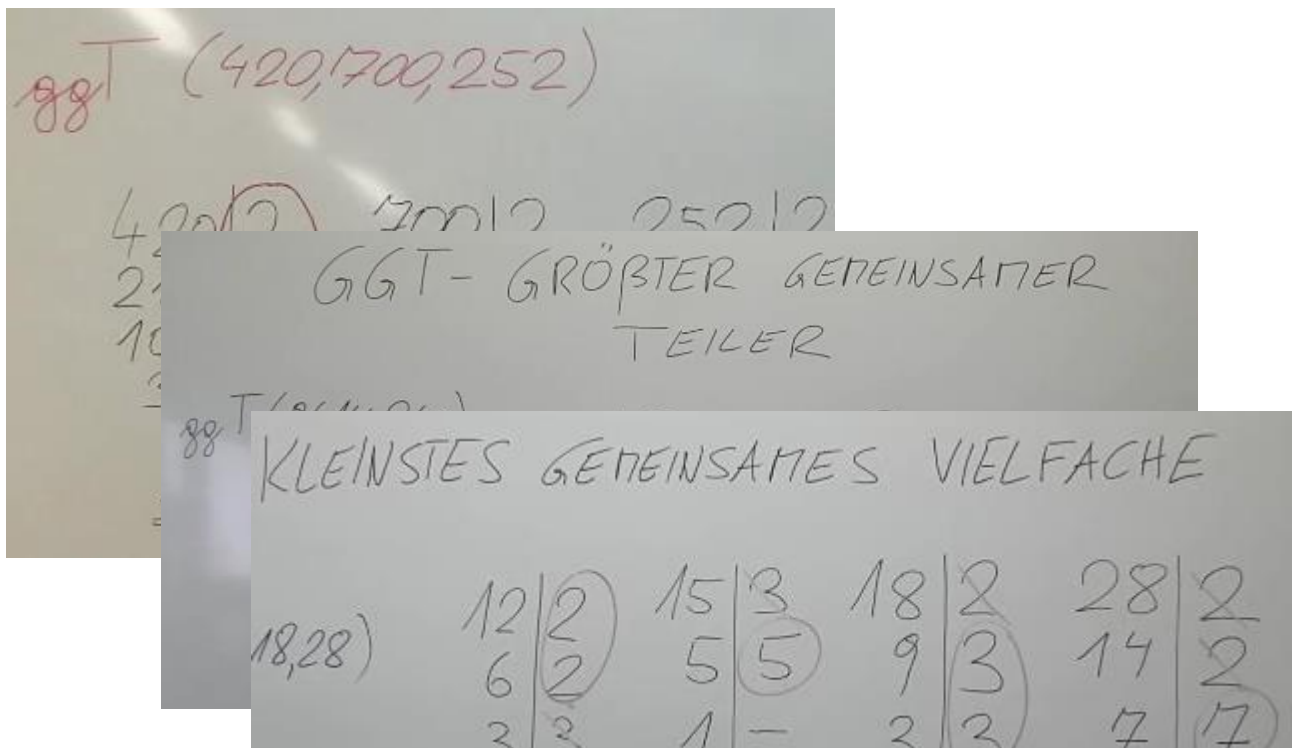 ggT (420,700,252)
420|2 700|2 252|2
GGT- GRÖßTER GEMEINSAMER
TEILER
ggT
KLEINSTES GEMEINSAMES VIELFACHE
18,28)
12|2 15|3 18|2 28|2
6|2 5|5 9|3 14|2
3|3 1|- 3|3 7|7